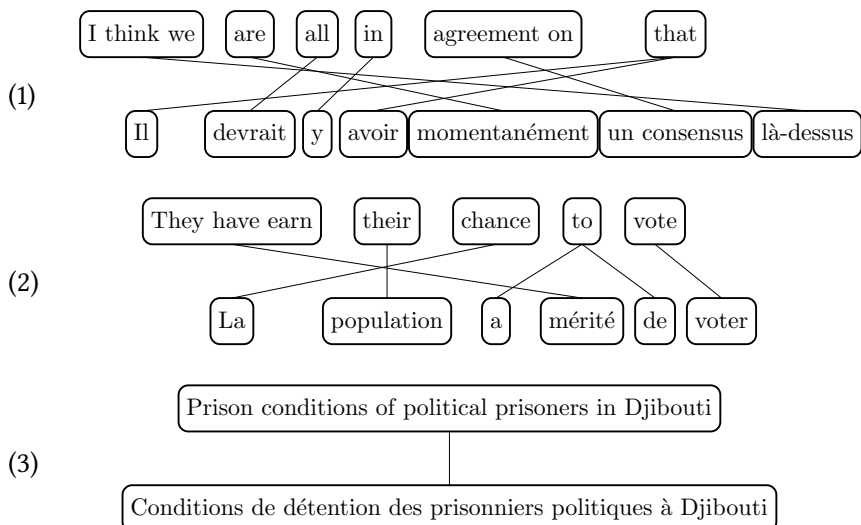 I think we are all in agreement on that
(1)
Il devrait y avoir momentanément un consensus là-dessus
They have earn their chance to vote
(2)
La population a mérité de voter
Prison conditions of political prisoners in Djibouti
(3)
Conditions de détention des prisonniers politiques à Djibouti